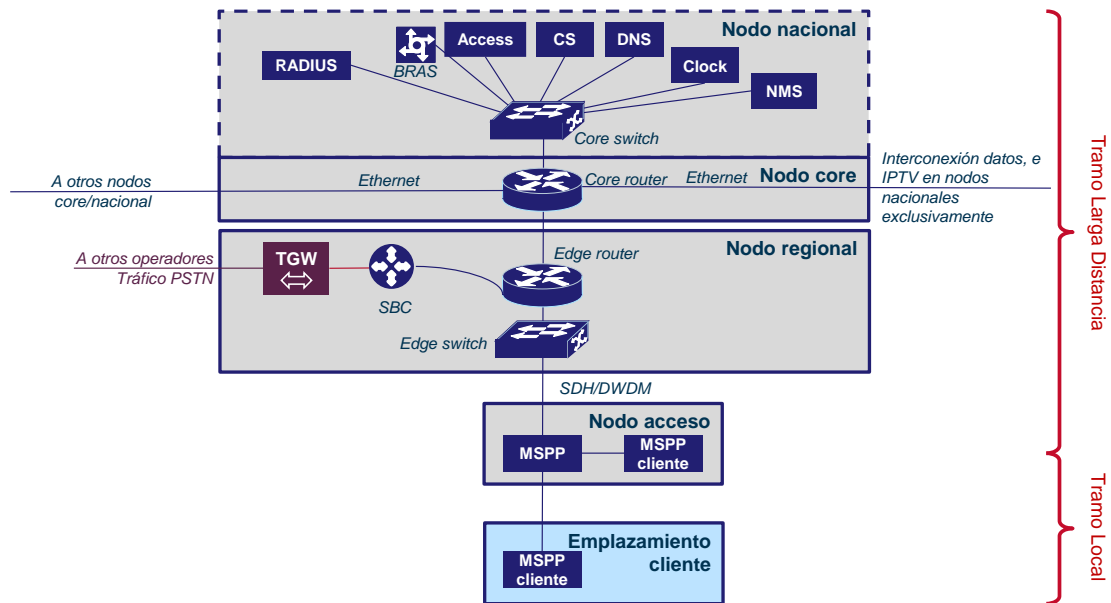 Nodo nacional
Access
CS
DNS
RADIUS
BRAS
Clock
NMS
Core switch
A otros nodos
core/nacional
Ethernet
Core router
Ethernet
Nodo core
Interconexión datos, e
IPTV en nodos
nacionales
exclusivamente
Nodo regional
A otros operadores
Tráfico PSTN
TGW
SBC
Edge router
Edge switch
SDH/DWDM
Nodo acceso
MSPP
MSPP
cliente
Emplazamiento
cliente
MSPP
cliente
Tramo Larga Distancia
Tramo Local